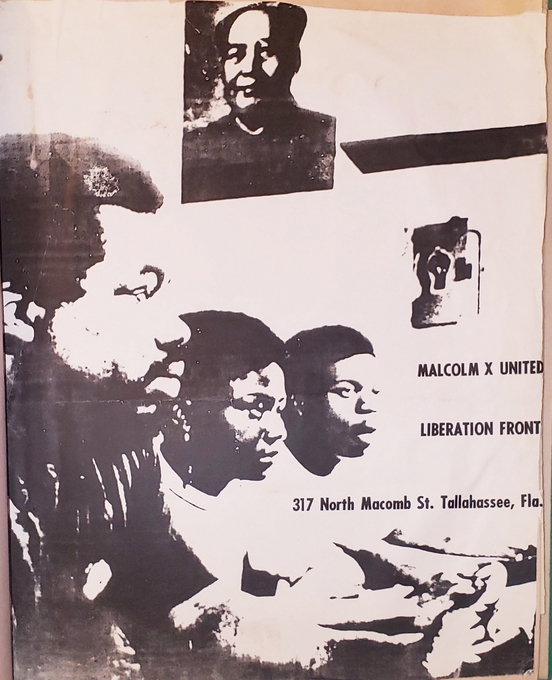 MALCOLM X UNITED
LIBERATION FRONT
317 North Macomb St. Tallahassee, Fla.